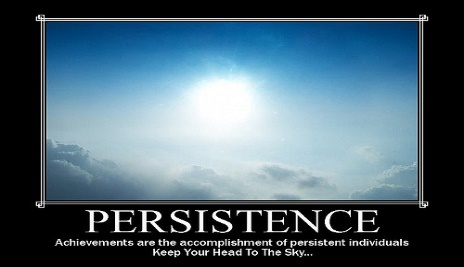 PERSISTENCE
Achievements are the accomplishment of persistent individuals
Keep Your Head To The Sky...